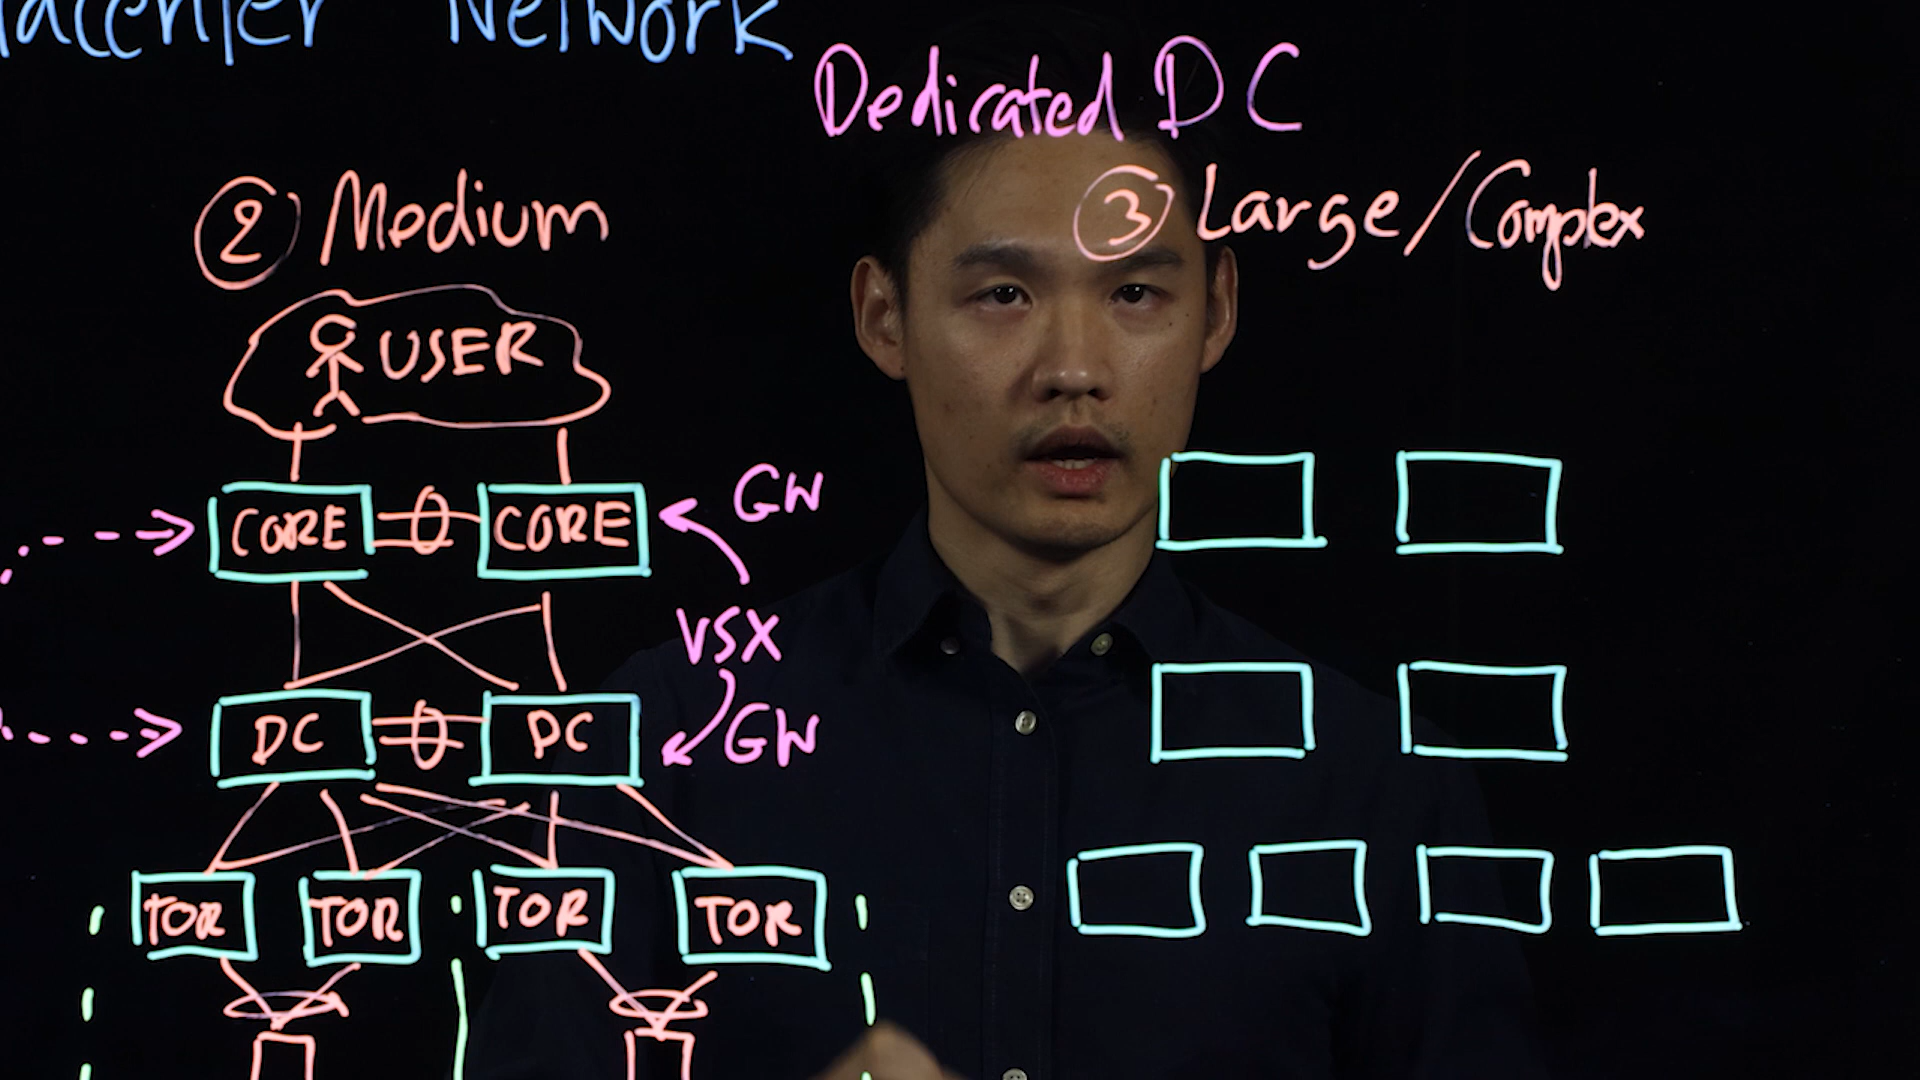 Network
Dedicated DC
2 Medium
3 Large/Complex
USER
CORE CORE
GW
VSX
DC DC
GW
TOR TOR TOR TOR